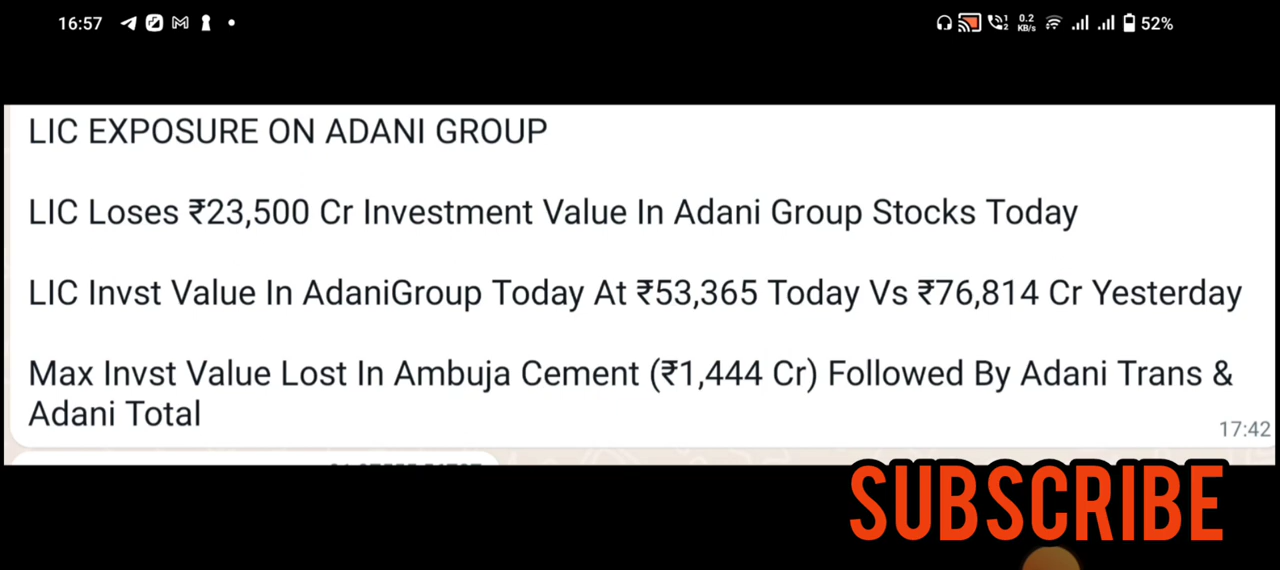 16:57
0.2
KB/s
52%
LIC EXPOSURE ON ADANI GROUP
LIC Loses ₹23,500 Cr Investment Value In Adani Group Stocks Today
LIC Invst Value In AdaniGroup Today At ₹53,365 Today Vs ₹76,814 Cr Yesterday
Max Invst Value Lost In Ambuja Cement (₹1,444 Cr) Followed By Adani Trans &
Adani Total
17:42
SUBSCRIBE